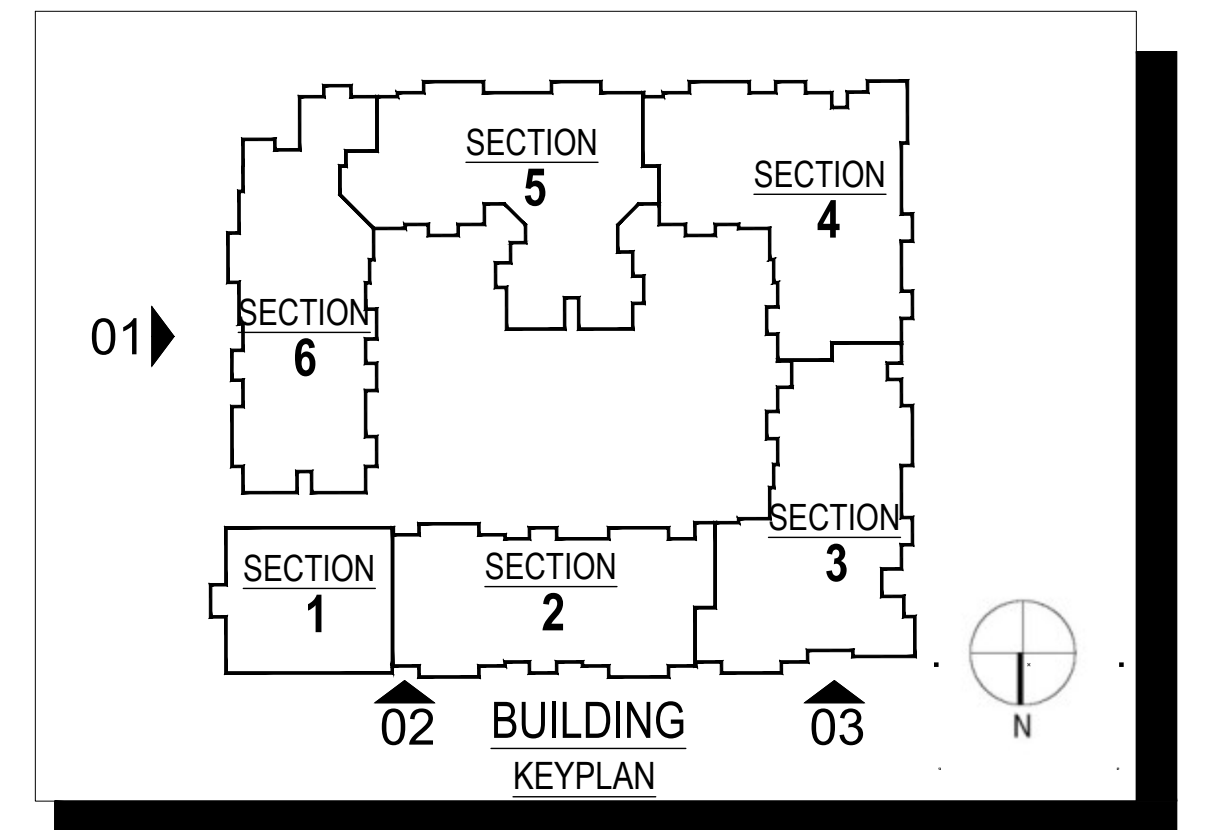 SECTION
5
SECTION
4
01
SECTION
6
SECTION
3
SECTION
1
SECTION
2
02
BUILDING
KEYPLAN
03
N